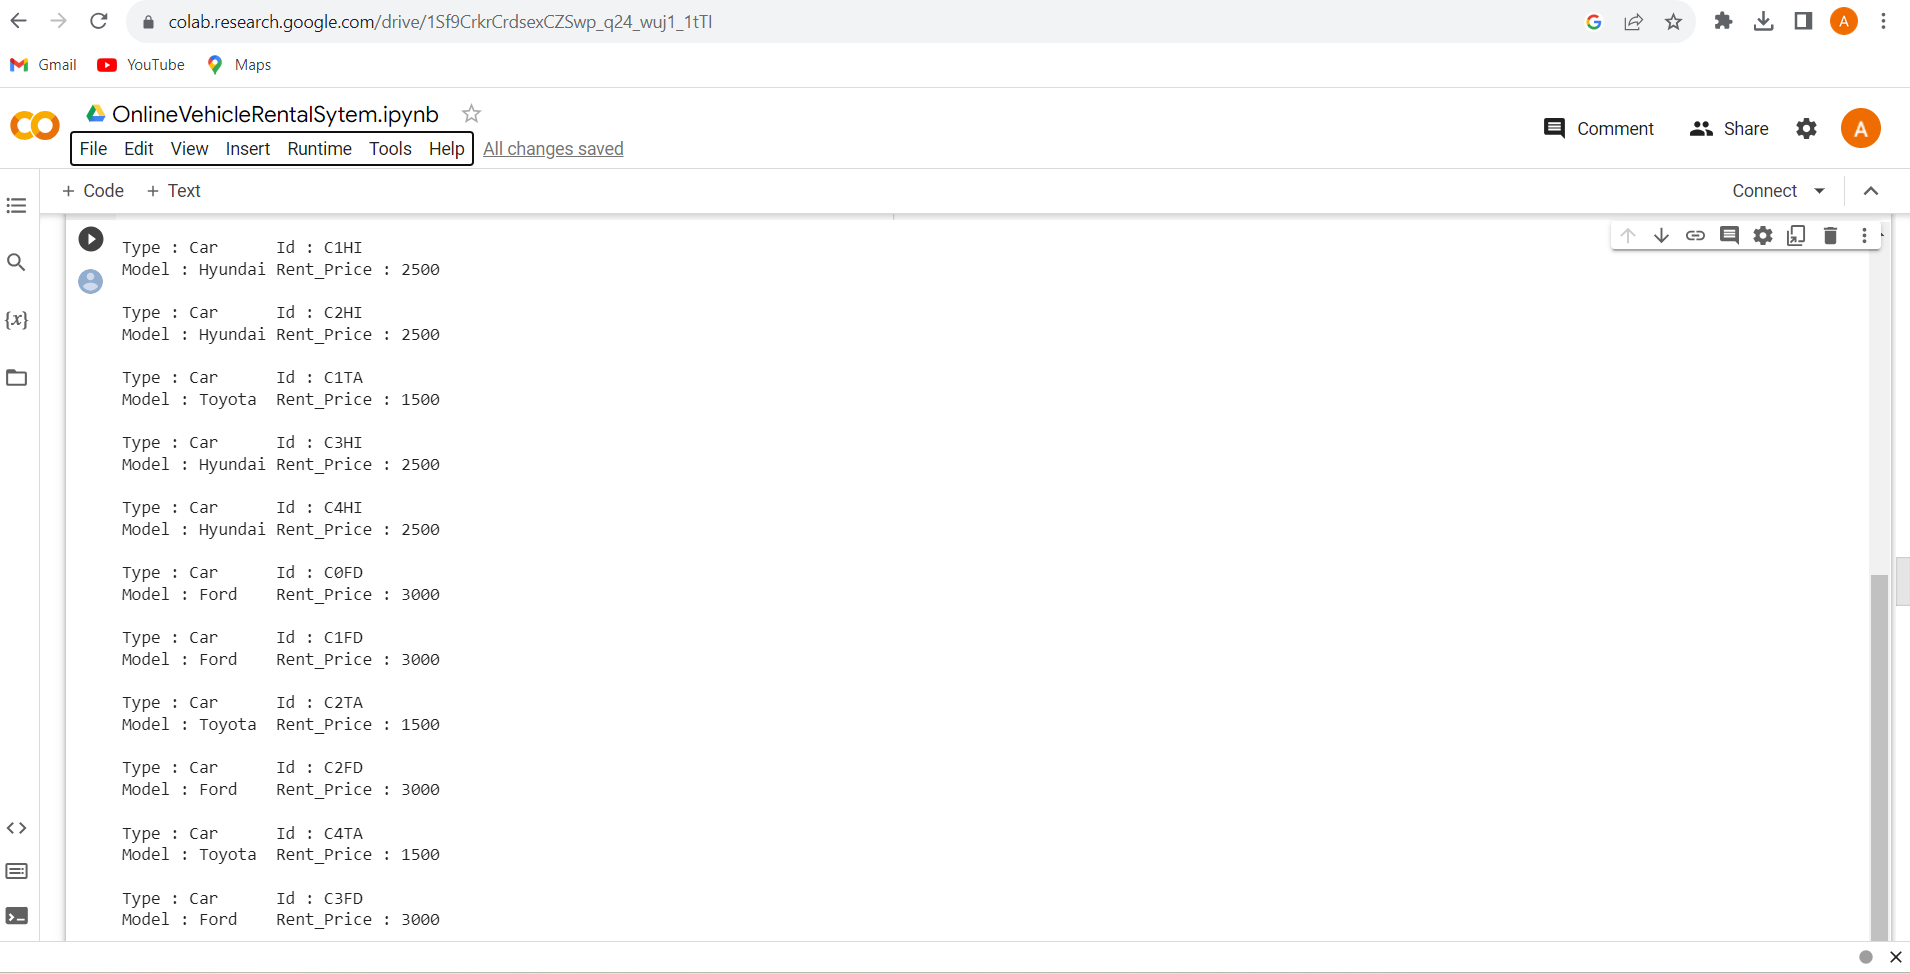 colab.research.google.com/drive/1Sf9CrkrCrdsexCZSwp_q24_wuj1_1tTI
A
Gmail YouTube Maps
OnlineVehicleRentalSytem.ipynb
File Edit View Insert Runtime Tools Help All changes saved
Comment Share A
+ Code + Text
Connect
{x}
Type : Car Id : C1HI
Model : Hyundai Rent_Price : 2500
Type : Car Id : C2HI
Model : Hyundai Rent_Price : 2500
Type : Car Id : C1TA
Model : Toyota Rent_Price : 1500
Type : Car Id : C3HI
Model : Hyundai Rent_Price : 2500
Type : Car Id : C4HI
Model : Hyundai Rent_Price : 2500
Type : Car Id : C0FD
Model : Ford Rent_Price : 3000
Type : Car Id : C1FD
Model : Ford Rent_Price : 3000
Type : Car Id : C2TA
Model : Toyota Rent_Price : 1500
Type : Car Id : C2FD
Model : Ford Rent_Price : 3000
Type : Car Id : C4TA
Model : Toyota Rent_Price : 1500
Type : Car Id : C3FD
Model : Ford Rent_Price : 3000